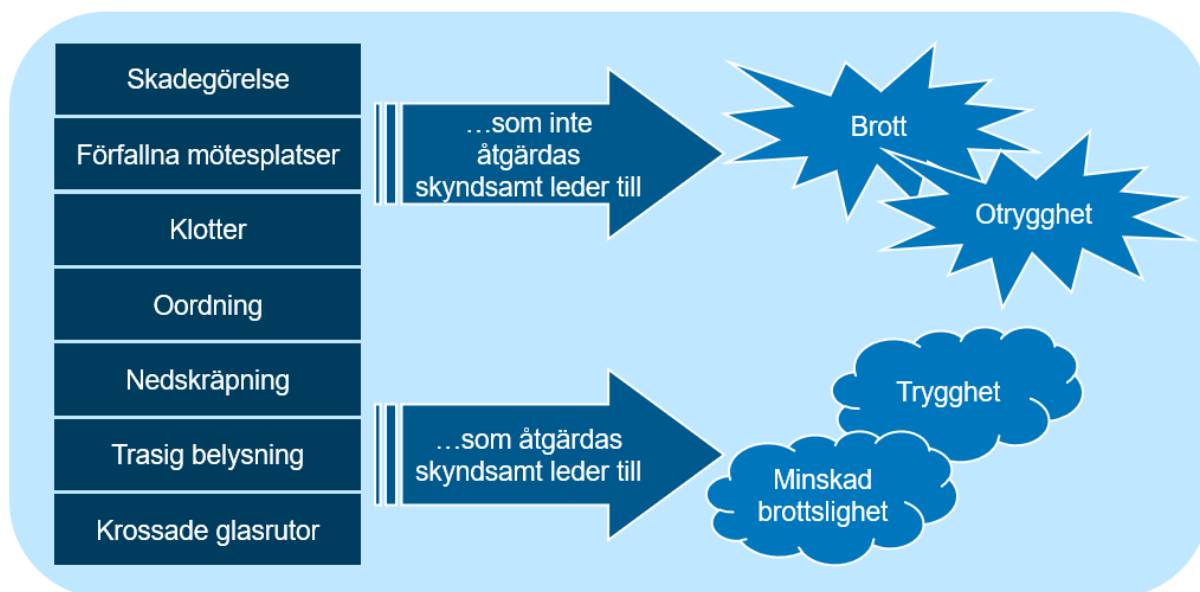 Skadegörelse
Förfallna mötesplatser
Klotter
Oordning
Nedskräpning
Trasig belysning
Krossade glasrutor
…som inte
åtgärdas
skyndsamt leder till
Brott
Otrygghet
…som åtgärdas
skyndsamt leder till
Trygghet
Minskad
brottslighet